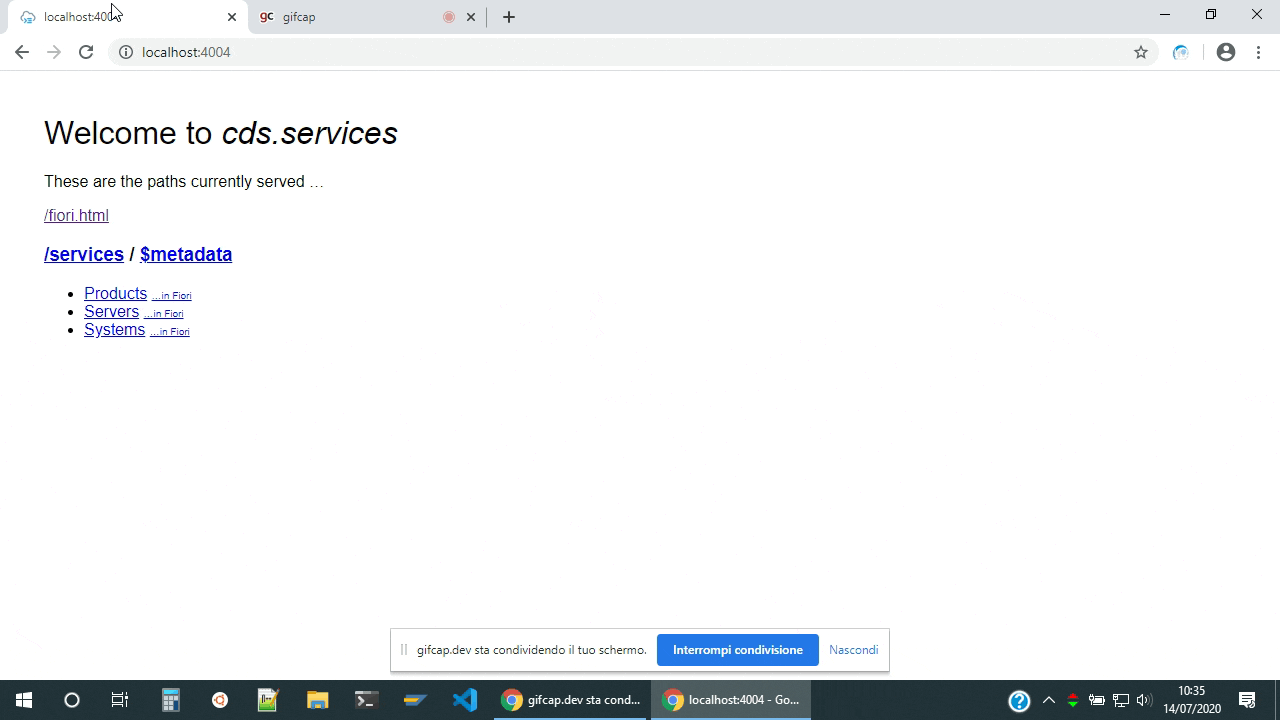 localhost:4004
gc gifcap
localhost:4004
Welcome to cds.services
These are the paths currently served …
/fiori.html
/services / $metadata
Products ...in Fiori
Servers ...in Fiori
Systems ...in Fiori
gifcap.dev sta condividendo il tuo schermo.
Interrompi condivisione
Nascondi
gifcap.dev sta cond...
localhost:4004 - Go...
10:35
14/07/2020